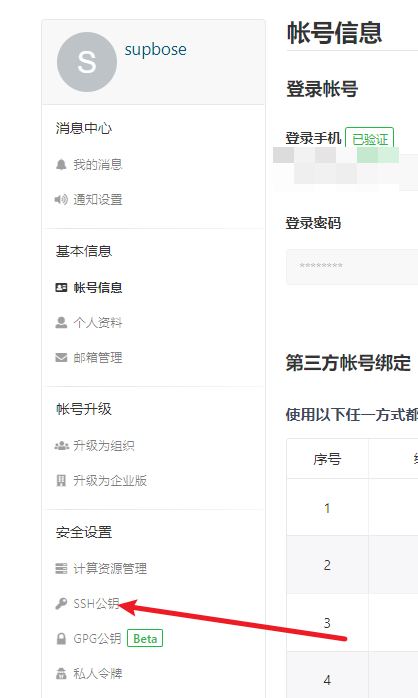 S
supbose
消息中心
我的消息
通知设置
基本信息
帐号信息
个人资料
邮箱管理
帐号升级
升级为组织
升级为企业版
安全设置
计算资源管理
SSH公钥
GPG公钥 Beta
私人令牌
帐号信息
登录帐号
登录手机 已验证
登录密码
********
第三方帐号绑定
使用以下任一方式都
序号
1
2
3
4